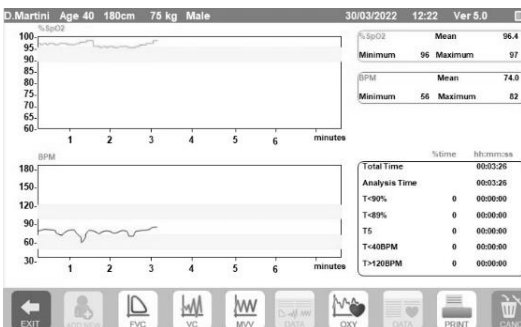 D.Martini Age 40 180cm 75 kg Male 30/03/2022 12:22 Ver 5.0
%SpO2
100
95
90
85
80
75
70
65
60
1 2 3 4 5 6 minutes
%SpO2 Mean 96.4
Minimum 96 Maximum 97
BPM Mean 74.0
Minimum 56 Maximum 82
BPM
180
150
120
90
60
30
1 2 3 4 5 6 minutes
%time hh:mm:ss
Total Time 00:03:26
Analysis Time 00:03:26
T<90% 0 00:00:00
T<89% 0 00:00:00
T5 0 00:00:00
T<40BPM 0 00:00:00
T>120BPM 0 00:00:00
EXIT ADD NEW FVC VC MVV DATA OXY DATA PRINT